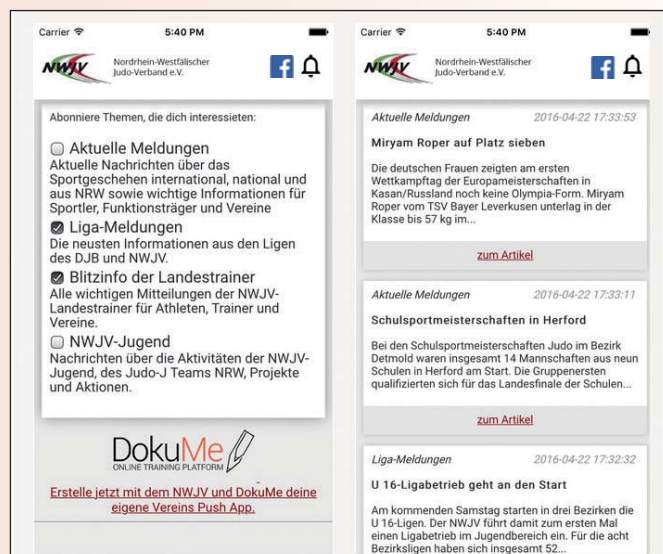 Carrier 5:40 PM
NWJV Nordrhein-Westfälischer
Judo-Verband e.V.
Abonniere Themen, die dich interessieten:
Aktuelle Meldungen
Aktuelle Nachrichten über das
Sportgeschehen international, national und
aus NRW sowie wichtige Informationen für
Sportler, Funktionsträger und Vereine
Liga-Meldungen
Die neusten Informationen aus den Ligen
des DJB und NWJV.
Blitzinfo der Landestrainer
Alle wichtigen Mitteilungen der NWJV-
Landestrainer für Athleten, Trainer und
Vereine.
NWJV-Jugend
Nachrichten über die Aktivitäten der NWJV-
Jugend, des Judo-J Teams NRW, Projekte
und Aktionen.
DokuMe
ONLINE TRAINING PLATFORM
Erstelle jetzt mit dem NWJV und DokuMe deine
eigene Vereins Push App.
Carrier 5:40 PM
NWJV Nordrhein-Westfälischer
Judo-Verband e.V.
Aktuelle Meldungen 2016-04-22 17:33:53
Miryam Roper auf Platz sieben
Die deutschen Frauen zeigten am ersten
Wettkampftag der Europameisterschaften in
Kasan/Russland noch keine Olympia-Form. Miryam
Roper vom TSV Bayer Leverkusen unterlag in der
Klasse bis 57 kg im...
zum Artikel
Aktuelle Meldungen 2016-04-22 17:33:11
Schulsportmeisterschaften in Herford
Bei den Schulsportmeisterschaften Judo im Bezirk
Detmold waren insgesamt 14 Mannschaften aus neun
Schulen in Herford am Start. Die Gruppenersten
qualifizierten sich für das Landesfinale der Schulen...
zum Artikel
Liga-Meldungen 2016-04-22 17:32:32
U 16-Ligabetrieb geht an den Start
Am kommenden Samstag starten in drei Bezirken die
U 16-Ligen. Der NWJV führt damit zum ersten Mal
einen Ligabetrieb im Jugendbereich ein. Für die acht
Bezirksligen haben sich insgesamt 52...